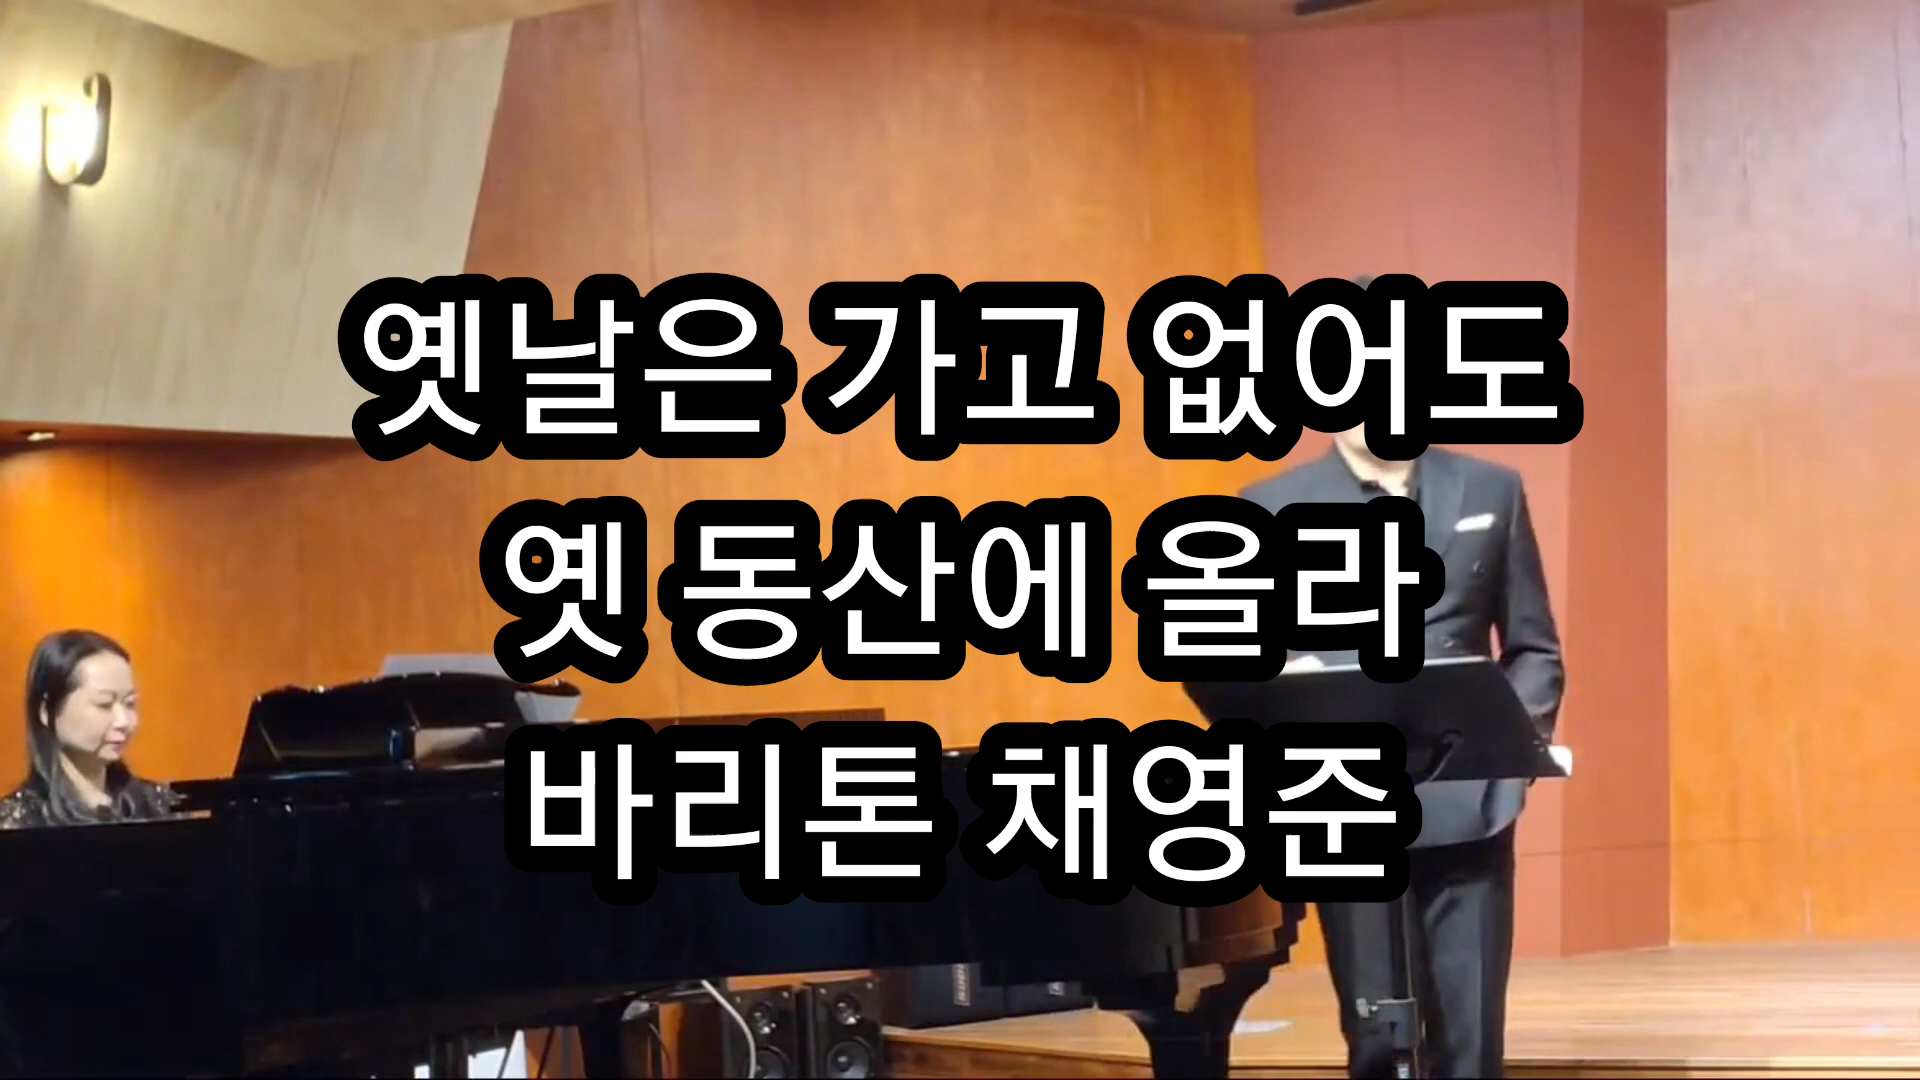 옛날은 가고 없어도
옛 동산에 올라
바리톤 채영준